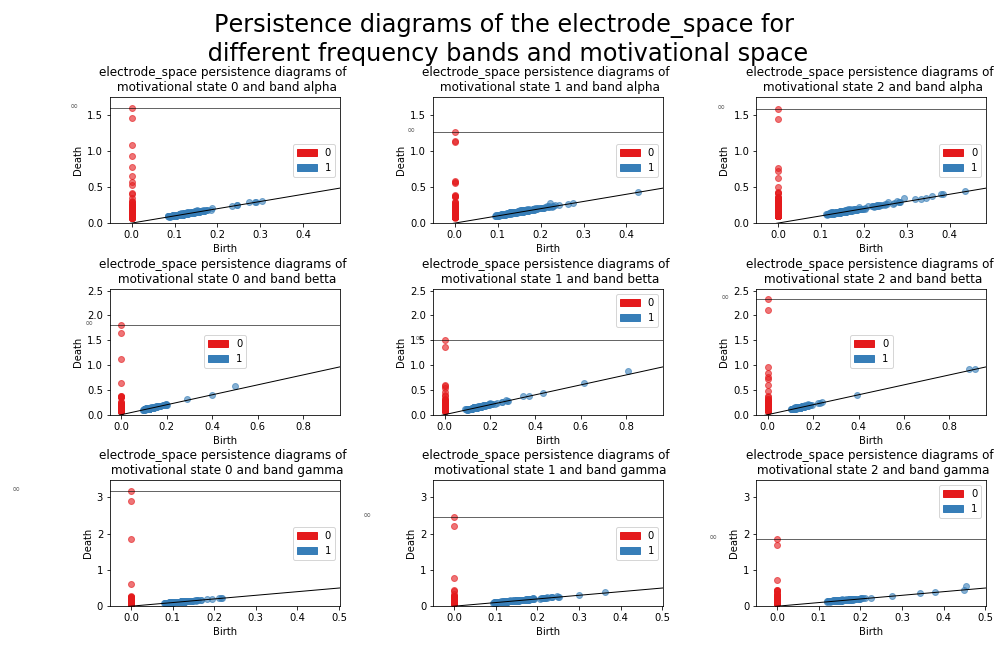 Persistence diagrams of the electrode_space for
different frequency bands and motivational space
electrode_space persistence diagrams of
motivational state 0 and band alpha
∞
1.5
1.0
0.5
0.0
Death
0
1
0.0 0.1 0.2 0.3 0.4
Birth
electrode_space persistence diagrams of
motivational state 1 and band alpha
∞
1.5
1.0
0.5
0.0
Death
0
1
0.0 0.1 0.2 0.3 0.4
Birth
electrode_space persistence diagrams of
motivational state 2 and band alpha
∞
1.5
1.0
0.5
0.0
Death
0
1
0.0 0.1 0.2 0.3 0.4
Birth
electrode_space persistence diagrams of
motivational state 0 and band betta
2.5
2.0
∞
1.5
1.0
0.5
0.0
Death
0
1
0.0 0.2 0.4 0.6 0.8
Birth
electrode_space persistence diagrams of
motivational state 1 and band betta
2.5
2.0
1.5
1.0
0.5
0.0
Death
0
1
0.0 0.2 0.4 0.6 0.8
Birth
electrode_space persistence diagrams of
motivational state 2 and band betta
2.5
∞
2.0
1.5
1.0
0.5
0.0
Death
0
1
0.0 0.2 0.4 0.6 0.8
Birth
electrode_space persistence diagrams of
motivational state 0 and band gamma
∞
3
2
1
0
Death
0
1
0.0 0.1 0.2 0.3 0.4 0.5
Birth
electrode_space persistence diagrams of
motivational state 1 and band gamma
∞
3
2
1
0
Death
0
1
0.0 0.1 0.2 0.3 0.4 0.5
Birth
electrode_space persistence diagrams of
motivational state 2 and band gamma
∞
3
2
1
0
Death
0
1
0.0 0.1 0.2 0.3 0.4 0.5
Birth